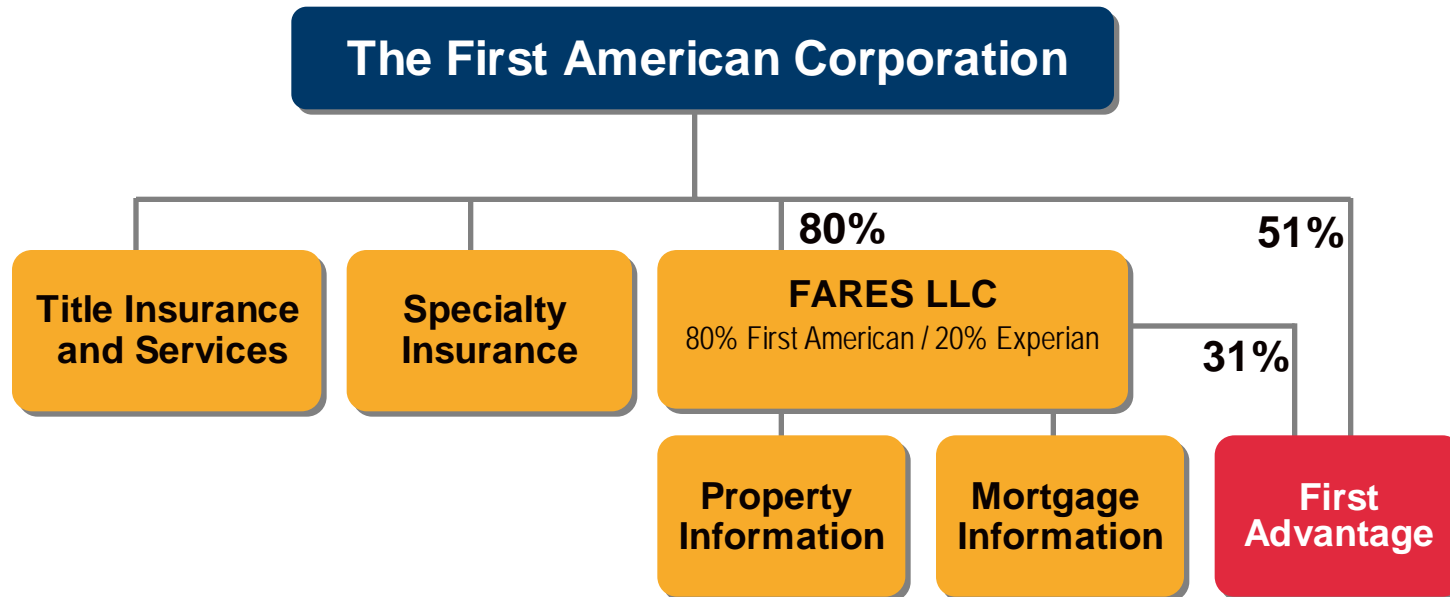 The First American Corporation
80%
51%
Title Insurance
and Services
Specialty
Insurance
FARES LLC
80% First American / 20% Experian
31%
Property
Information
Mortgage
Information
First
Advantage